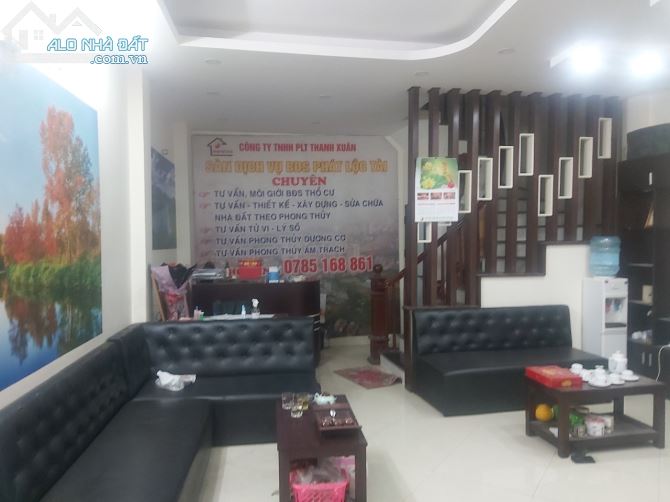 ALO NHÀ ĐẤT
.com.vn
CÔNG TY TNHH PLT THANH XUÂN
SÀN DỊCH VỤ BĐS PHÁT LỘC TÀI
CHUYÊN
TƯ VẤN, MÔI GIỚI BĐS THỔ CƯ
TƯ VẤN - THIẾT KẾ - XÂY DỰNG - SỬA CHỮA
NHÀ ĐẤT THEO PHONG THỦY
TƯ VẤN TỬ VI - LÝ SỐ
TƯ VẤN PHONG THỦY DƯƠNG CƠ
TƯ VẤN PHONG THỦY ÂM TRẠCH
0785 168 861